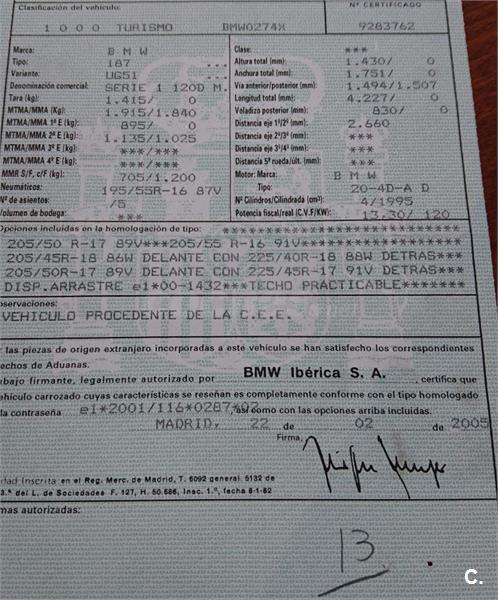 Clasificación del vehículo: Nº CERTIFICADO
1000 TURISMO BMW0274X 9283762
Marca: B M W Clase: ***
Tipo: 187 ... Altura total (mm): 1.430/ 0
Variante: UG51 ... Anchura total (mm): 1.751/ 0
Denominación comercial: SERIE 1 120D M. Vía anterior/posterior (mm): 1.494/1.507
Tara (kg): 1.415/ 0 Longitud total (mm): 4.227/ 0
MTMA/MMA (Kg): 1.915/1.840 Voladizo posterior (mm): 830/ 0
MTMA/MMA 1º E (kg): 895/ 0 Distancia eje 1º/2º (mm): 2.660
MTMA/MMA 2º E (kg): 1.135/1.025 Distancia eje 2º/3º (mm): ***
MTMA/MMA 3º E (kg): ***/*** Distancia eje 3º/4º (mm): ***
MTMA/MMA 4º E (kg): ***/*** Distancia 5ª rueda/últ. (mm): ***
MMR S/F, c/F (kg): 705/1.200 Motor: Marca: B M W
Neumáticos: 195/55R-16 87V Tipo: 20-4D-A D
Nº de asientos: /5 Nº Cilindros/Cilindrada (cm³): 4/1995
Volumen de bodega: *** Potencia fiscal/real (C.V.F/KW): 13.30/ 120
Opciones incluidas en la homologación de tipo: ****************************
205/50 R-17 89V***205/55 R-16 91V*****************
205/45R-18 86W DELANTE CON 225/40R-18 88W DETRAS***
205/50R-17 89V DELANTE CON 225/45R-17 91V DETRAS***
DISP.ARRASTRE e1*00-1432***TECHO PRACTICABLE*******
bservaciones:
VEHICULO PROCEDENTE DE LA C.E.E.
las piezas de origen extranjero incorporadas a este vehículo se han satisfecho los correspondientes
echos de Aduanas.
abajo firmante, legalmente autorizado por BMW Ibérica S. A. , certifica que
hículo carrozado cuyas características se reseñan es completamente conforme con el tipo homologado
la contraseña e1*2001/116*0287*02, así como con las opciones arriba incluidas.
MADRID, 22 de 02 de 2005
Firma,
dad Inscrita en el Reg. Merc. de Madrid, T. 6092 general. 5132 de
3.ª del L. de Sociedades F. 127, H. 50.686, Insc. 1.ª, fecha 8-1-82
mas autorizadas:
13
C.